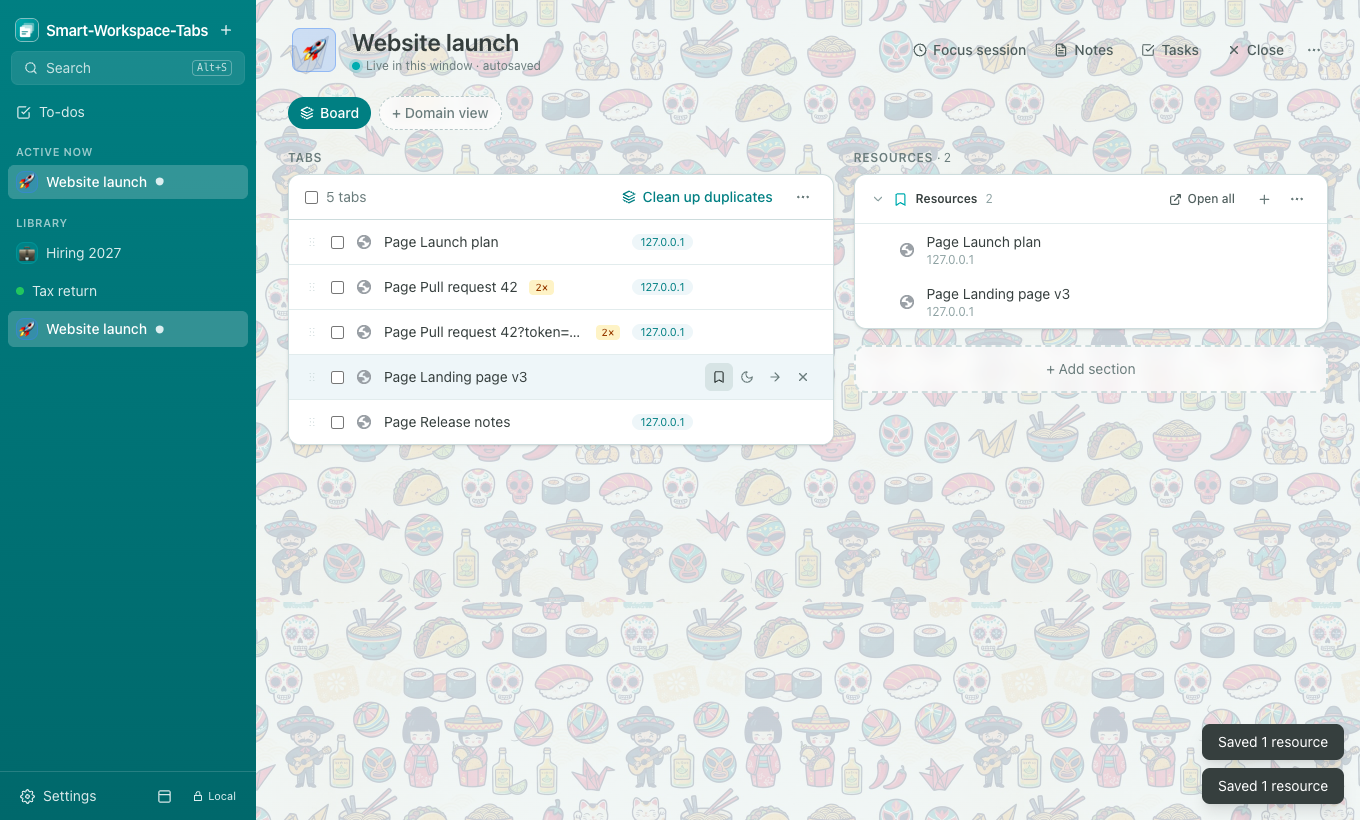 Smart-Workspace-Tabs
Search
Alt+S
To-dos
ACTIVE NOW
Website launch
LIBRARY
Hiring 2027
Tax return
Website launch
Settings
Local
Website launch
Live in this window · autosaved
Focus session
Notes
Tasks
Close
Board
+ Domain view
TABS
5 tabs
Clean up duplicates
Page Launch plan
127.0.0.1
Page Pull request 42
2×
127.0.0.1
Page Pull request 42?token=...
2×
127.0.0.1
Page Landing page v3
Page Release notes
127.0.0.1
RESOURCES · 2
Resources 2
Open all
Page Launch plan
127.0.0.1
Page Landing page v3
127.0.0.1
+ Add section
Saved 1 resource
Saved 1 resource